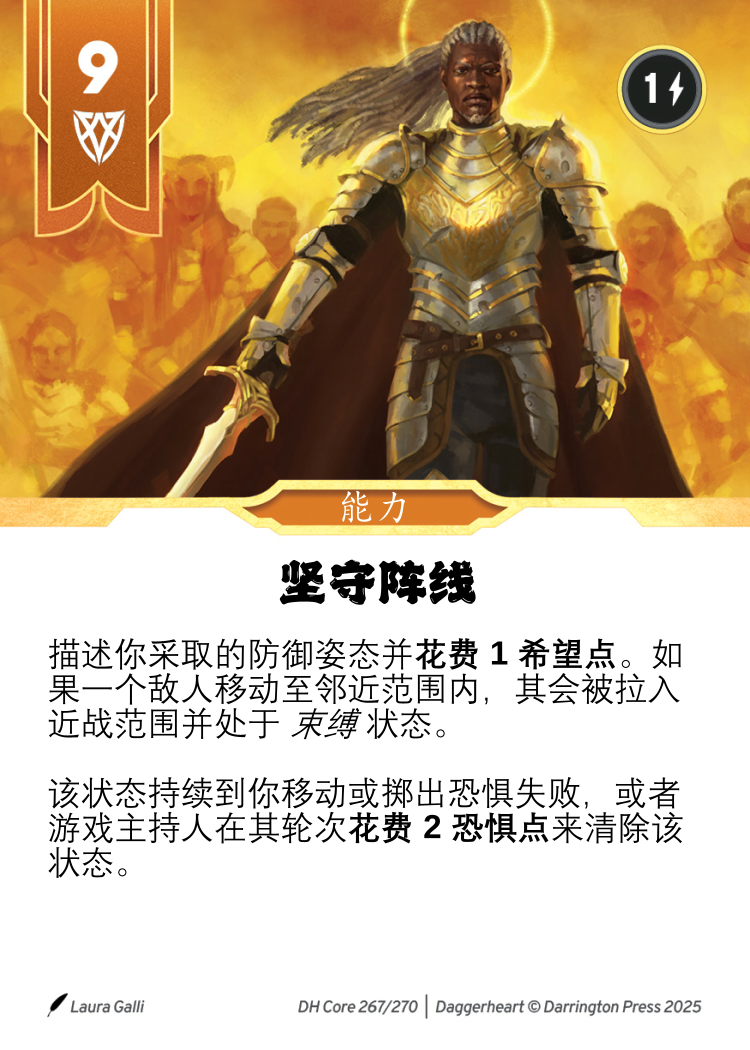 9
1
能力
坚守阵线
描述你采取的防御姿态并花费 1 希望点。如
果一个敌人移动至邻近范围内，其会被拉入
近战范围并处于 束缚 状态。
该状态持续到你移动或掷出恐惧失败，或者
游戏主持人在其轮次花费 2 恐惧点来清除该
状态。
Laura Galli
DH Core 267/270 | Daggerheart © Darrington Press 2025